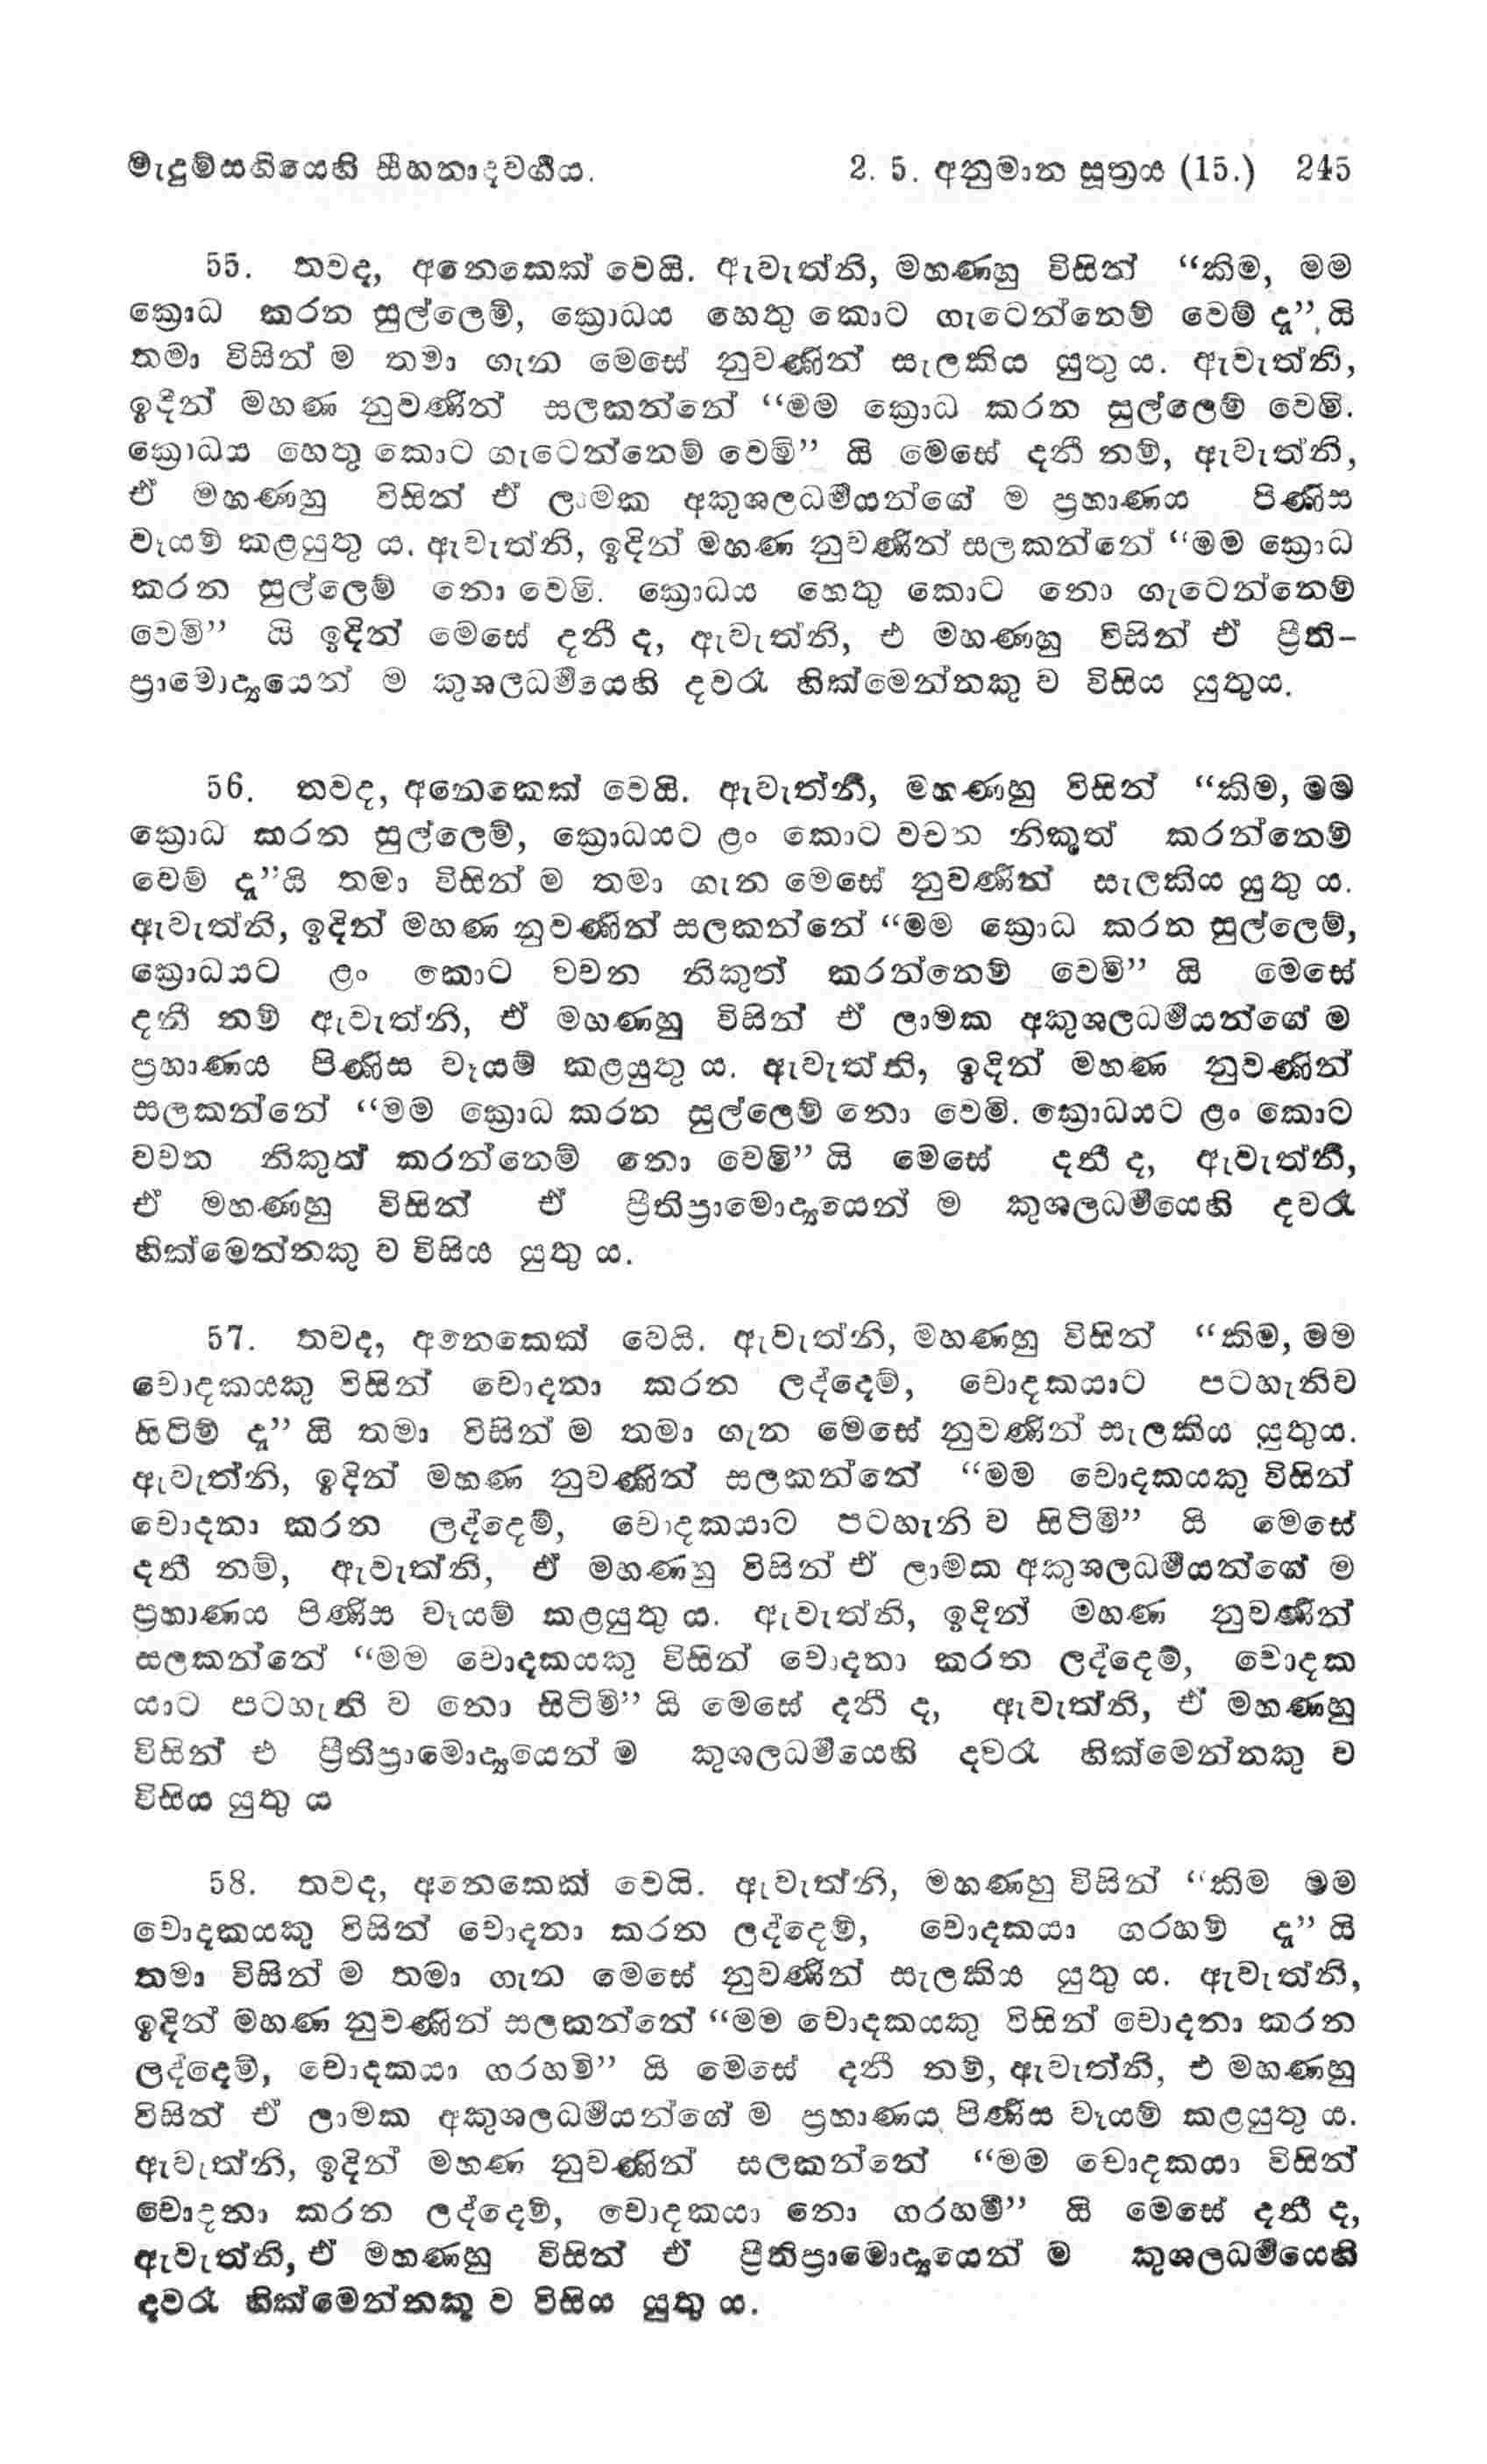 මැදුම්සඟියෙහි සීහනාදවර්‍ගය. 2. 5. අනුමාන සූත්‍රය (15.) 245
55. තවද, අනෙකෙක් වෙයි. ඇවැත්නි, මහණහු විසින් “කිම, මම
ක්‍රොධ කරන සුල්ලෙම්, ක්‍රොධය හෙතු කොට ගැටෙන්නෙම් වෙම් දැ”යි
තමා විසින් ම තමා ගැන මෙසේ නුවණින් සැලකිය යුතු ය. ඇවැත්නි,
ඉදින් මහණ නුවණින් සලකන්නේ “මම ක්‍රොධ කරන සුල්ලෙම් වෙමි.
ක්‍රොධය හෙතු කොට ගැටෙන්නෙම් වෙමි” යි මෙසේ දනී නම්, ඇවැත්නි,
ඒ මහණහු විසින් ඒ ලාමක අකුශලධර්‍මයන්ගේ ම ප්‍රහාණය පිණිස
වෑයම් කළයුතු ය. ඇවැත්නි, ඉදින් මහණ නුවණින් සලකන්නේ “මම ක්‍රොධ
කරන සුල්ලෙම් නො වෙමි. ක්‍රොධය හෙතු කොට නො ගැටෙන්නෙම්
වෙමි” යි ඉදින් මෙසේ දනී ද, ඇවැත්නි, එ මහණහු විසින් ඒ ප්‍රීති-
ප්‍රාමොද්‍යයෙන් ම කුශලධර්‍මයෙහි දවරෑ හික්මෙන්නකු ව විසිය යුතුය.
56. තවද, අනෙකෙක් වෙයි. ඇවැත්නි, මහණහු විසින් “කිම, මම
ක්‍රොධ කරන සුල්ලෙම්, ක්‍රොධයට ළං කොට වචන නිකුත් කරන්නෙම්
වෙම් දැ”යි තමා විසින් ම තමා ගැන මෙසේ නුවණින් සැලකිය යුතු ය.
ඇවැත්නි, ඉදින් මහණ නුවණින් සලකන්නේ “මම ක්‍රොධ කරන සුල්ලෙම්,
ක්‍රොධයට ළං කොට වචන නිකුත් කරන්නෙම් වෙමි” යි මෙසේ
දනී නම් ඇවැත්නි, ඒ මහණහු විසින් ඒ ලාමක අකුශලධර්‍මයන්ගේ ම
ප්‍රහාණය පිණිස වෑයම් කළයුතු ය. ඇවැත්නි, ඉදින් මහණ නුවණින්
සලකන්නේ “මම ක්‍රොධ කරන සුල්ලෙම් නො වෙමි. ක්‍රොධයට ළං කොට
වචන නිකුත් කරන්නෙම් නො වෙමි” යි මෙසේ දනී ද, ඇවැත්නි,
ඒ මහණහු විසින් ඒ ප්‍රීතිප්‍රාමොද්‍යයෙන් ම කුශලධර්‍මයෙහි දවරෑ
හික්මෙන්නකු ව විසිය යුතු ය.
57. තවද, අනෙකෙක් වෙයි. ඇවැත්නි, මහණහු විසින් “කිම, මම
චොදකයකු විසින් චොදනා කරන ලද්දෙම්, චොදකයාට පටහැනිව
සිටිම් දැ” යි තමා විසින් ම තමා ගැන මෙසේ නුවණින් සැලකිය යුතුය.
ඇවැත්නි, ඉදින් මහණ නුවණින් සලකන්නේ “මම චොදකයකු විසින්
චොදනා කරන ලද්දෙම්, චොදකයාට පටහැනි ව සිටිමි” යි මෙසේ
දනී නම්, ඇවැත්නි, ඒ මහණහු විසින් ඒ ලාමක අකුශලධර්‍මයන්ගේ ම
ප්‍රහාණය පිණිස වෑයම් කළයුතු ය. ඇවැත්නි, ඉදින් මහණ නුවණින්
සලකන්නේ “මම චොදකයකු විසින් චොදනා කරන ලද්දෙම්, චොදක
යාට පටහැනි ව නො සිටිමි” යි මෙසේ දනී ද, ඇවැත්නි, ඒ මහණහු
විසින් එ ප්‍රීතිප්‍රාමොද්‍යයෙන් ම කුශලධර්‍මයෙහි දවරෑ හික්මෙන්නකු ව
විසිය යුතු ය
58. තවද, අනෙකෙක් වෙයි. ඇවැත්නි, මහණහු විසින් “කිම මම
චොදකයකු විසින් චොදනා කරන ලද්දෙම්, චොදකයා ගරහම් දැ” යි
තමා විසින් ම තමා ගැන මෙසේ නුවණින් සැලකිය යුතු ය. ඇවැත්නි,
ඉදින් මහණ නුවණින් සලකන්නේ “මම චොදකයකු විසින් චොදනා කරන
ලද්දෙම්, චොදකයා ගරහමි” යි මෙසේ දනී නම්, ඇවැත්නි, එ මහණහු
විසින් ඒ ලාමක අකුශලධර්‍මයන්ගේ ම ප්‍රහාණය පිණිස වෑයම් කළයුතු ය.
ඇවැත්නි, ඉදින් මහණ නුවණින් සලකන්නේ “මම චොදකයා විසින්
චොදනා කරන ලද්දෙම්, චොදකයා නො ගරහමි” යි මෙසේ දනී ද,
ඇවැත්නි, ඒ මහණහු විසින් ඒ ප්‍රීතිප්‍රාමොද්‍යයෙන් ම කුශලධර්‍මයෙහි
දවරෑ හික්මෙන්නකු ව විසිය යුතු ය.